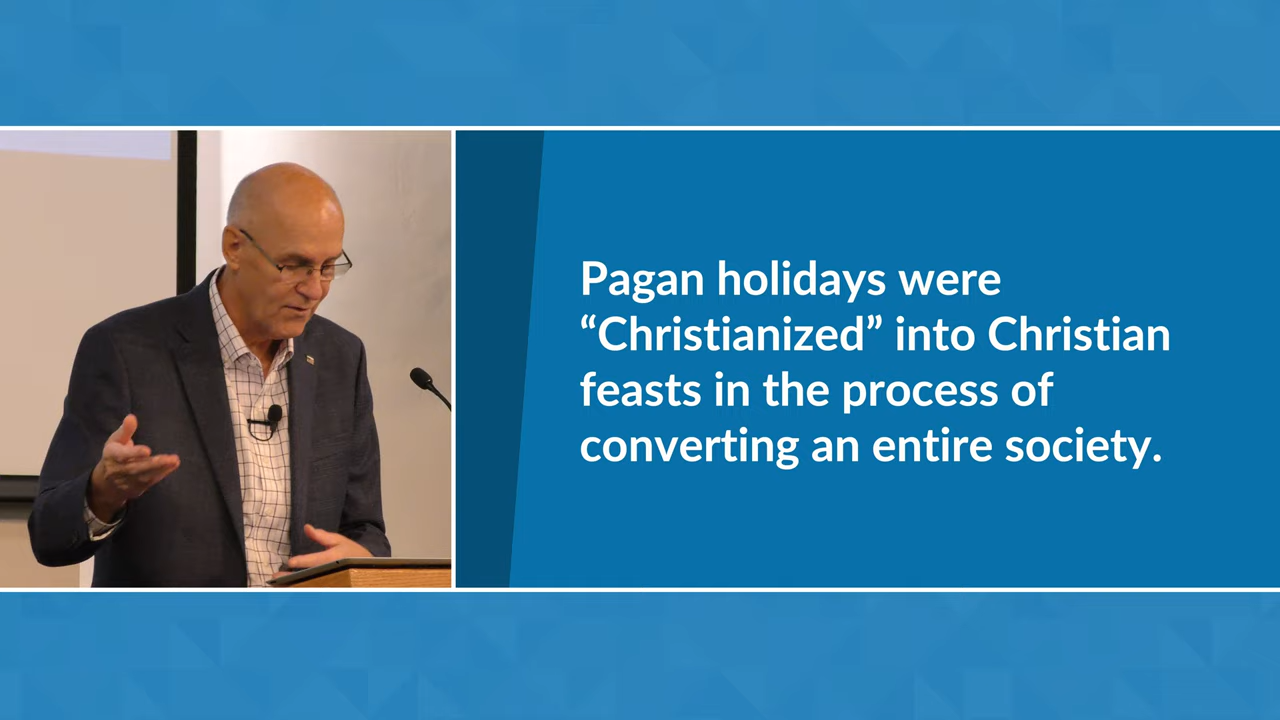 Pagan holidays were
“Christianized” into Christian
feasts in the process of
converting an entire society.